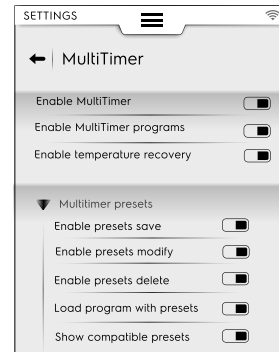 SETTINGS
MultiTimer
Enable MultiTimer
Enable MultiTimer programs
Enable temperature recovery
Multitimer presets
Enable presets save
Enable presets modify
Enable presets delete
Load program with presets
Show compatible presets